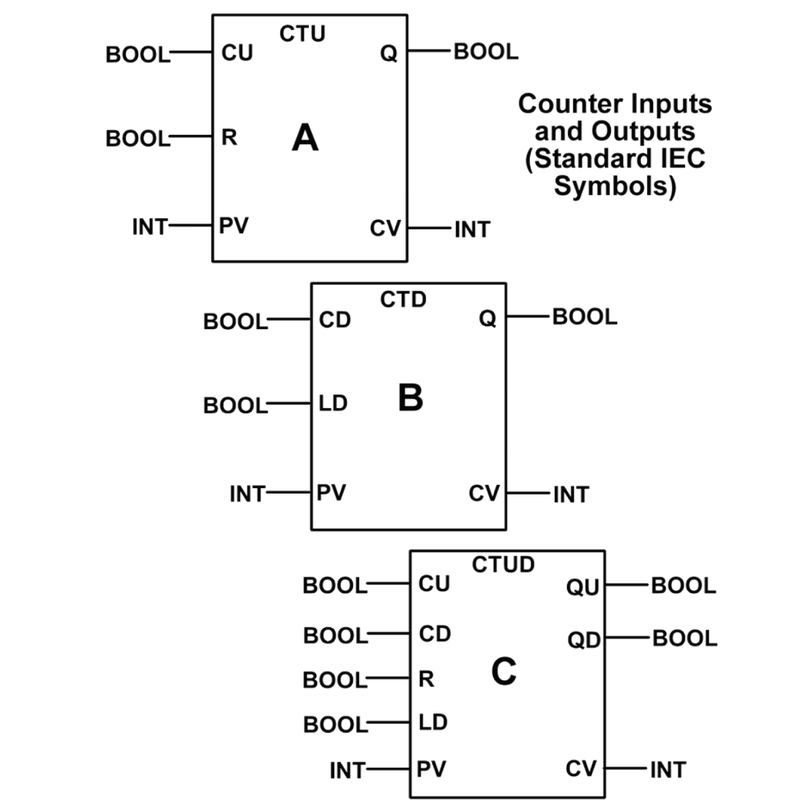 CTU
BOOL CU Q BOOL
BOOL R A
INT PV CV INT
Counter Inputs
and Outputs
(Standard IEC
Symbols)
CTD
BOOL CD Q BOOL
BOOL LD B
INT PV CV INT
CTUD
BOOL CU QU BOOL
BOOL CD QD BOOL
BOOL R C
BOOL LD
INT PV CV INT